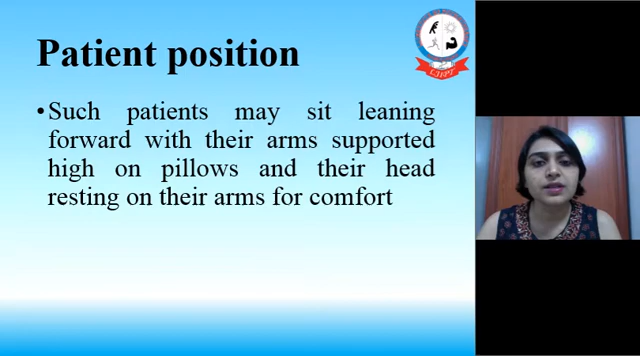 Patient position
•Such patients may sit leaning
forward with their arms supported
high on pillows and their head
resting on their arms for comfort